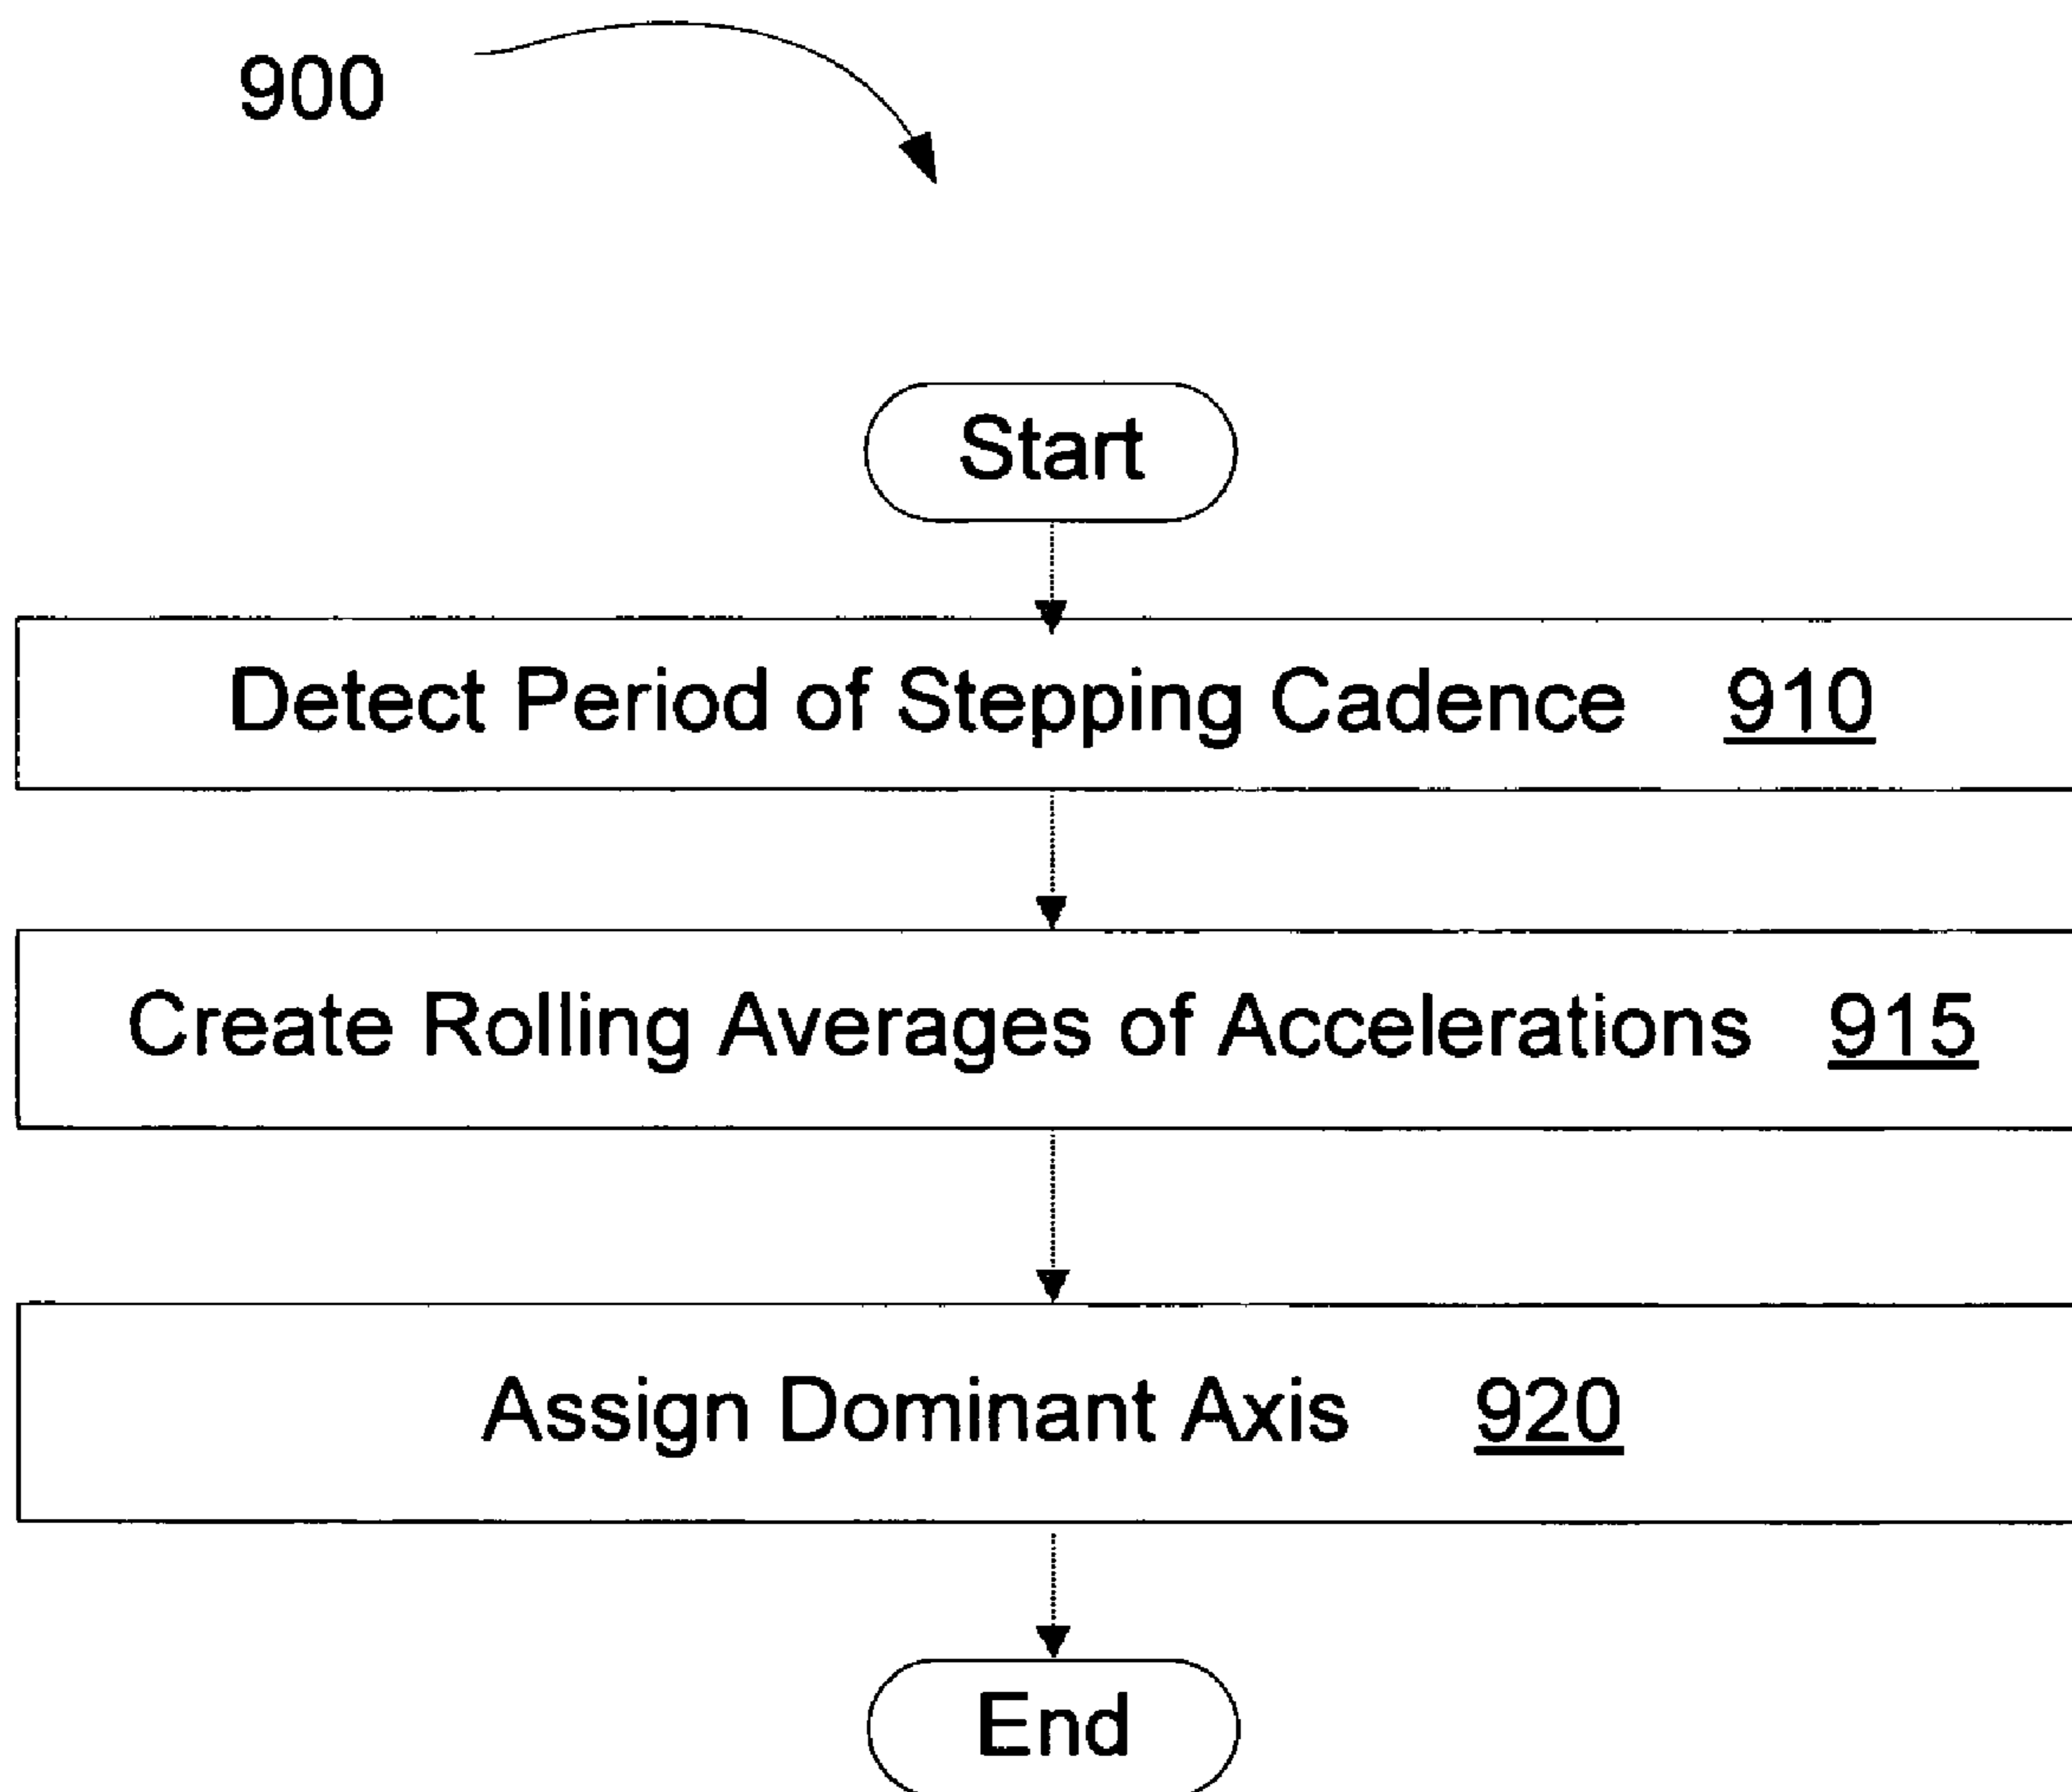 900
Start
Detect Period of Stepping Cadence 910
Create Rolling Averages of Accelerations 915
Assign Dominant Axis 920
End